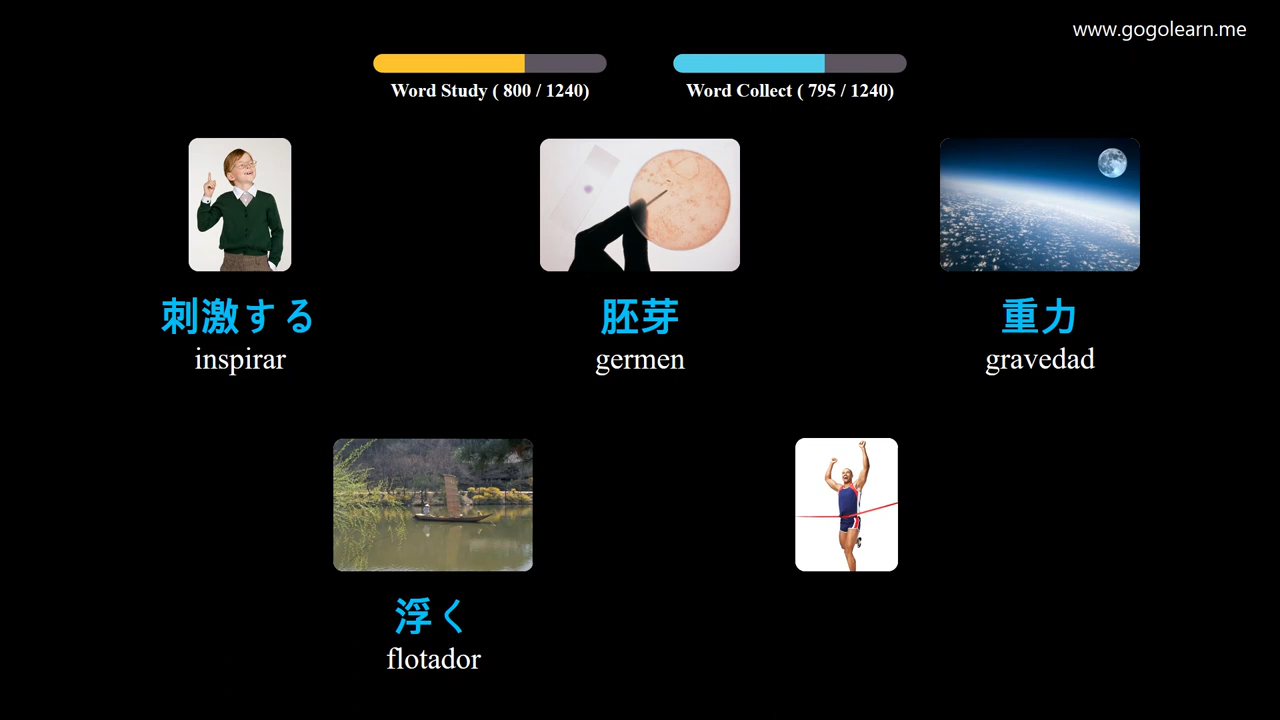 www.gogolearn.me
Word Study ( 800 / 1240)
Word Collect ( 795 / 1240)
刺激する
inspirar
胚芽
germen
重力
gravedad
浮く
flotador